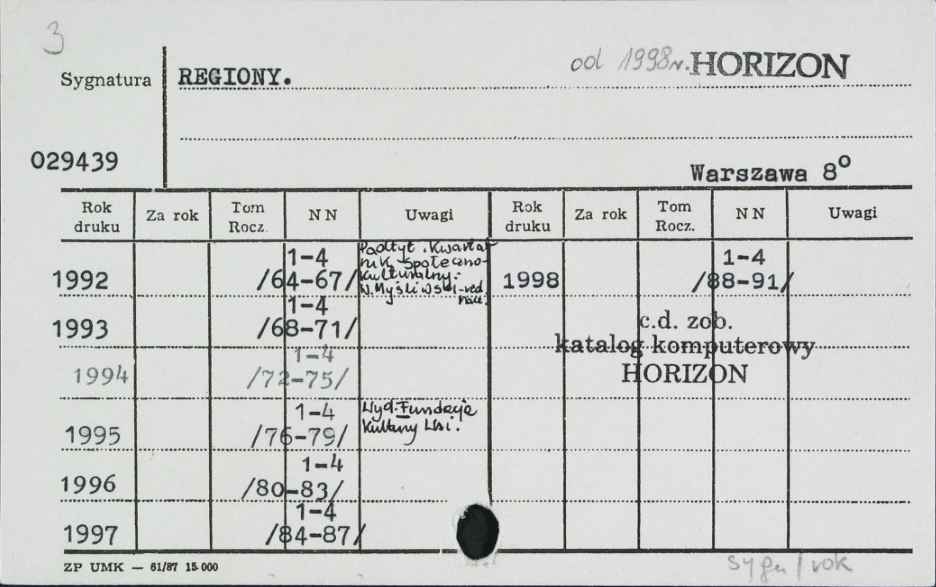 3
od 1998 r. HORIZON
Sygnatura REGIONY.
029439
Warszawa 8°
Rok druku Za rok Tom Rocz. NN Uwagi Rok druku Za rok Tom Rocz. NN Uwagi
1992 1-4 /64-67/ Podtyt. Kwartal-
nik społeczno-
kulturalny.
W. Myśliwski-red.
nacz.
1998 1-4 /88-91/
1993 1-4 /68-71/
c.d. zob.
katalog komputerowy
HORIZON
1994 1-4 /72-75/
1995 1-4 /76-79/ Wyd. Fundacja
Kultury Wsi.
1996 1-4 /80-83/
1997 1-4 /84-87/
ZP UMK — 61/87 15.000
sygn / rok